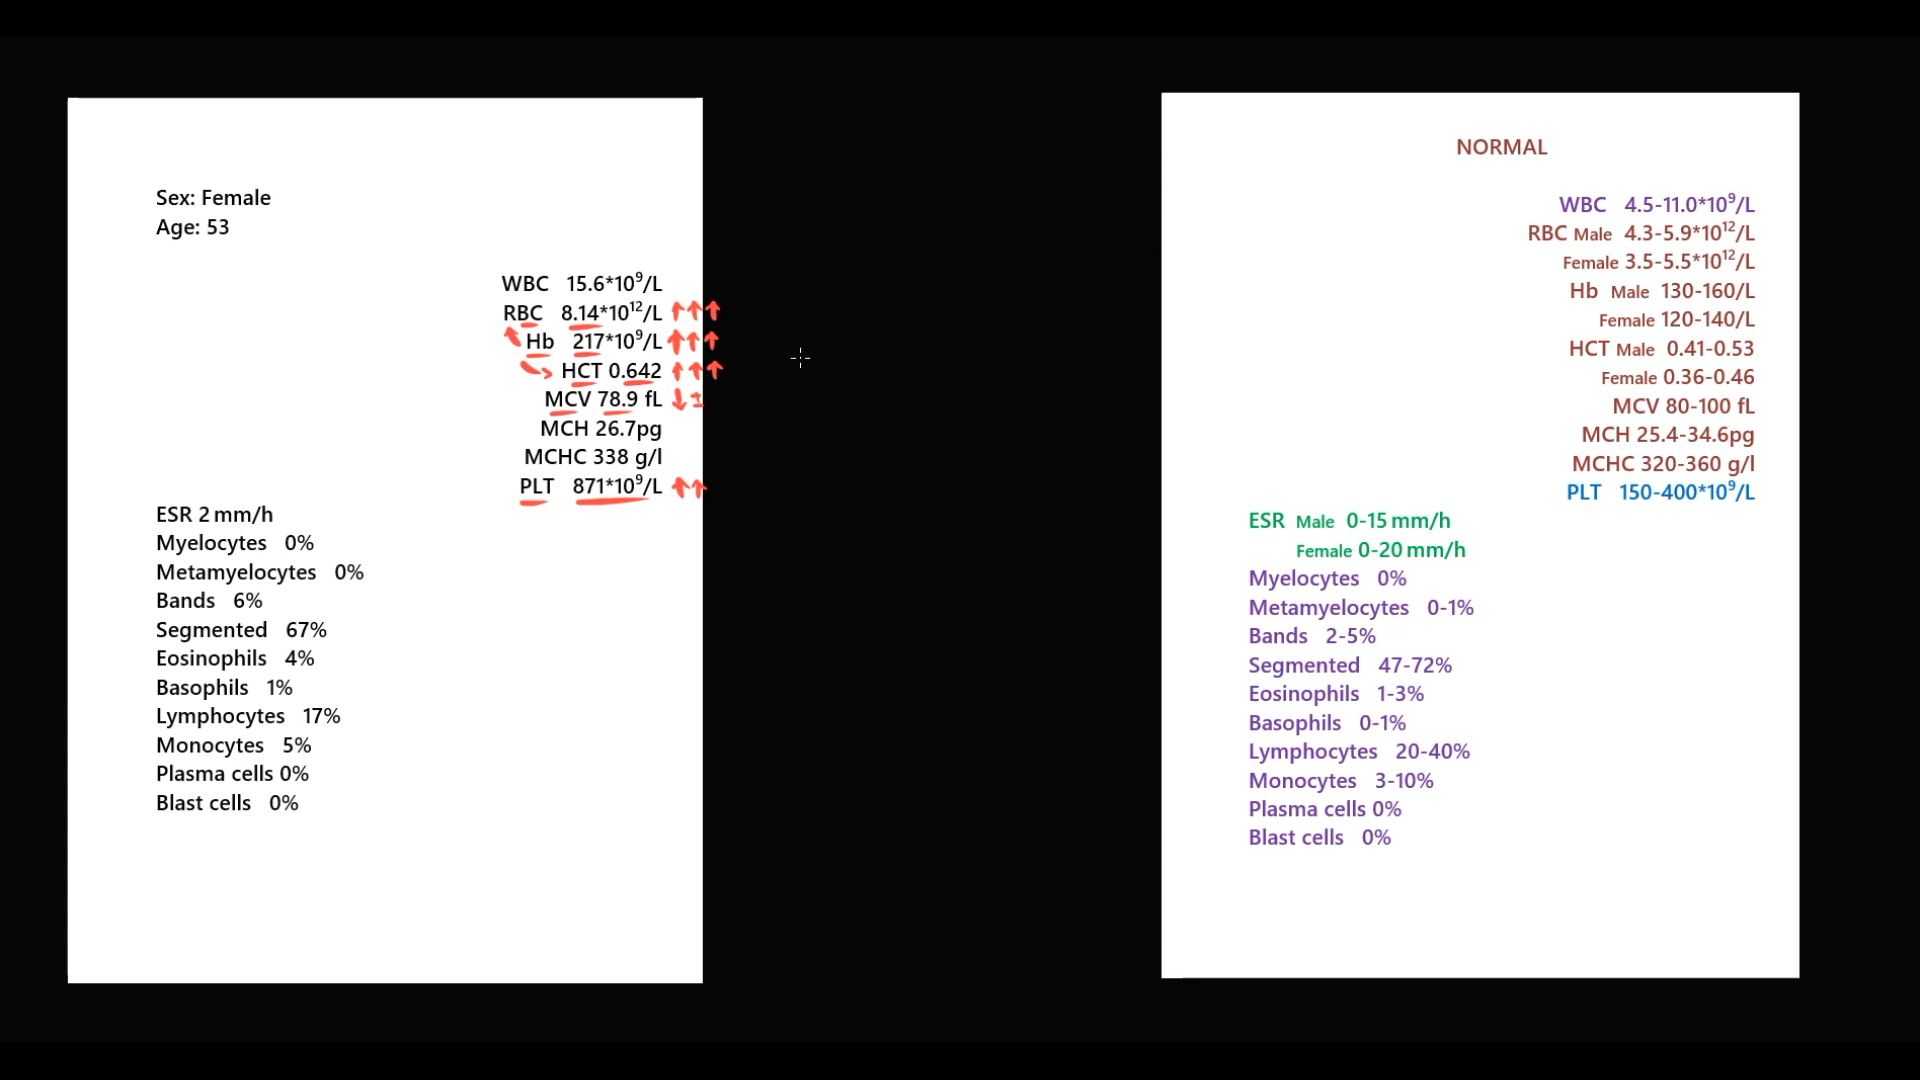 Sex: Female
Age: 53
WBC 15.6*10⁹/L
RBC 8.14*10¹²/L ↑↑↑
Hb 217*10⁹/L ↑↑↑
HCT 0.642 ↑↑↑
MCV 78.9 fL ↓±
MCH 26.7pg
MCHC 338 g/l
PLT 871*10⁹/L ↑↑
ESR 2 mm/h
Myelocytes 0%
Metamyelocytes 0%
Bands 6%
Segmented 67%
Eosinophils 4%
Basophils 1%
Lymphocytes 17%
Monocytes 5%
Plasma cells 0%
Blast cells 0%
NORMAL
WBC 4.5-11.0*10⁹/L
RBC Male 4.3-5.9*10¹²/L
Female 3.5-5.5*10¹²/L
Hb Male 130-160/L
Female 120-140/L
HCT Male 0.41-0.53
Female 0.36-0.46
MCV 80-100 fL
MCH 25.4-34.6pg
MCHC 320-360 g/l
PLT 150-400*10⁹/L
ESR Male 0-15 mm/h
Female 0-20 mm/h
Myelocytes 0%
Metamyelocytes 0-1%
Bands 2-5%
Segmented 47-72%
Eosinophils 1-3%
Basophils 0-1%
Lymphocytes 20-40%
Monocytes 3-10%
Plasma cells 0%
Blast cells 0%